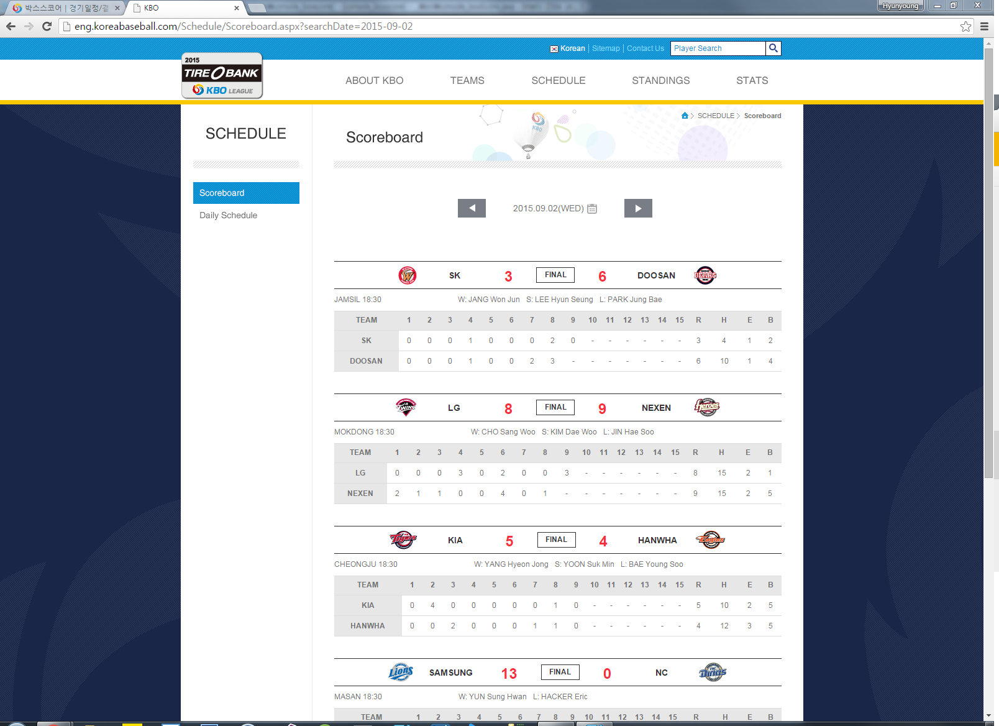 박스스코어 | 경기일정/결
KBO
Hyunyoung
eng.koreabaseball.com/Schedule/Scoreboard.aspx?searchDate=2015-09-02
Korean | Sitemap | Contact Us
Player Search
2015
TIRE BANK
KBO LEAGUE
ABOUT KBO TEAMS SCHEDULE STANDINGS STATS
SCHEDULE
Scoreboard
Daily Schedule
SCHEDULE > Scoreboard
KBO
Scoreboard
2015.09.02(WED)
SK 3 FINAL 6 DOOSAN BEARS
JAMSIL 18:30 W: JANG Won Jun S: LEE Hyun Seung L: PARK Jung Bae
TEAM 1 2 3 4 5 6 7 8 9 10 11 12 13 14 15 R H E B
SK 0 0 0 1 0 0 0 2 0 - - - - - - 3 4 1 2
DOOSAN 0 0 0 1 0 0 2 3 - - - - - - - 6 10 1 4
TWINS LG 8 FINAL 9 NEXEN Heroes
MOKDONG 18:30 W: CHO Sang Woo S: KIM Dae Woo L: JIN Hae Soo
TEAM 1 2 3 4 5 6 7 8 9 10 11 12 13 14 15 R H E B
LG 0 0 0 3 0 2 0 0 3 - - - - - - 8 15 2 1
NEXEN 2 1 1 0 0 4 0 1 - - - - - - - 9 15 2 5
Tigers KIA 5 FINAL 4 HANWHA Eagles
CHEONGJU 18:30 W: YANG Hyeon Jong S: YOON Suk Min L: BAE Young Soo
TEAM 1 2 3 4 5 6 7 8 9 10 11 12 13 14 15 R H E B
KIA 0 4 0 0 0 0 0 1 0 - - - - - - 5 10 2 5
HANWHA 0 0 2 0 0 0 1 1 0 - - - - - - 4 12 3 5
Lions SAMSUNG 13 FINAL 0 NC NC DINOS
MASAN 18:30 W: YUN Sung Hwan L: HACKER Eric
TEAM 1 2 3 4 5 6 7 8 9 10 11 12 13 14 15 R H E B